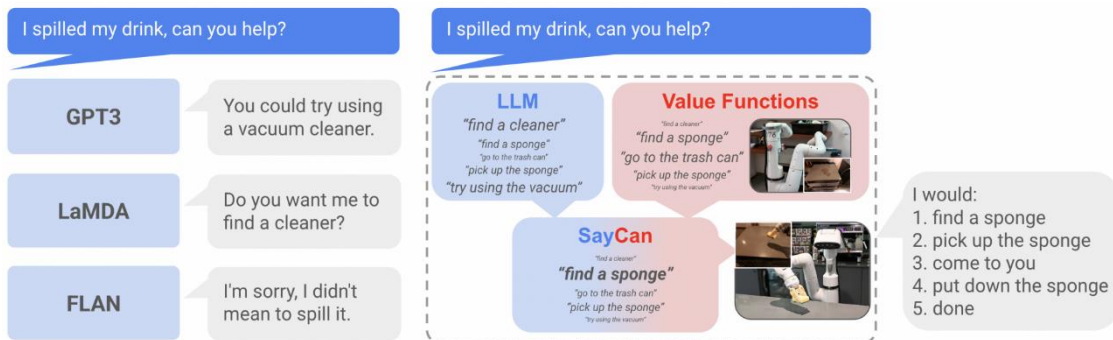 I spilled my drink, can you help?
GPT3
You could try using
a vacuum cleaner.
LaMDA
Do you want me to
find a cleaner?
FLAN
I'm sorry, I didn't
mean to spill it.
I spilled my drink, can you help?
LLM
"find a cleaner"
"find a sponge"
"go to the trash can"
"pick up the sponge"
"try using the vacuum"
Value Functions
"find a cleaner"
"find a sponge"
"go to the trash can"
"pick up the sponge"
"try using the vacuum"
SayCan
"find a cleaner"
"find a sponge"
"go to the trash can"
"pick up the sponge"
"try using the vacuum"
I would:
1. find a sponge
2. pick up the sponge
3. come to you
4. put down the sponge
5. done